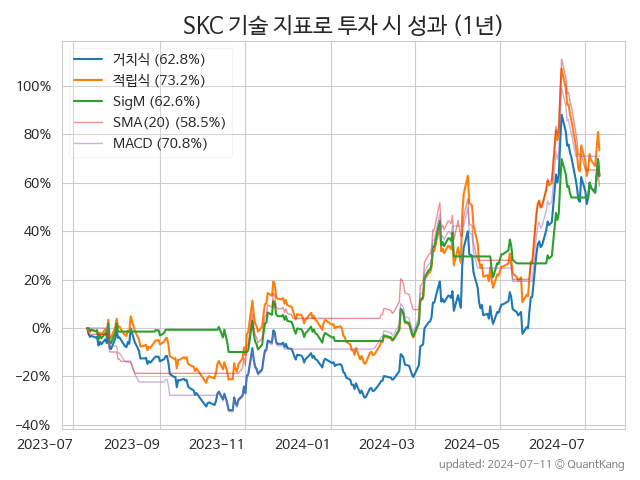 SKC 기술 지표로 투자 시 성과 (1년)
거치식 (62.8%)
적립식 (73.2%)
SigM (62.6%)
SMA(20) (58.5%)
MACD (70.8%)
100%
80%
60%
40%
20%
0%
−20%
−40%
2023-07
2023-09
2023-11
2024-01
2024-03
2024-05
2024-07
updated: 2024-07-11 © QuantKang